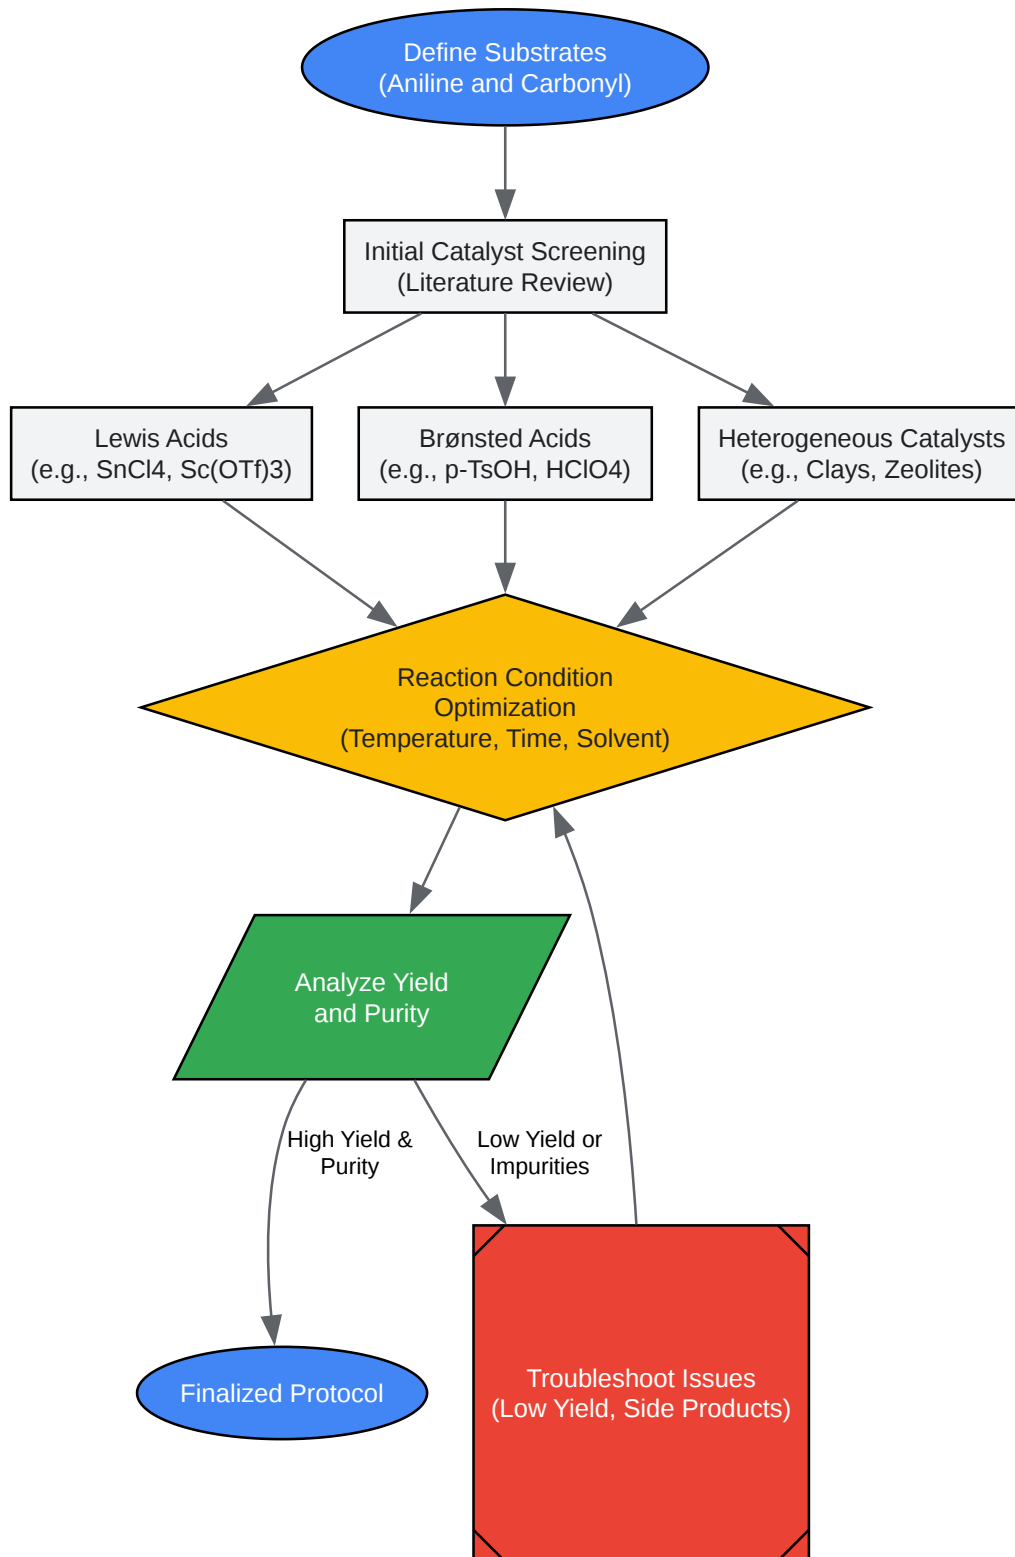 Define Substrates
(Aniline and Carbonyl)
Initial Catalyst Screening
(Literature Review)
Lewis Acids
(e.g., SnCl4, Sc(OTf)3)
Brønsted Acids
(e.g., p-TsOH, HClO4)
Heterogeneous Catalysts
(e.g., Clays, Zeolites)
Reaction Condition
Optimization
(Temperature, Time, Solvent)
Analyze Yield
and Purity
High Yield &
Purity
Low Yield or
Impurities
Finalized Protocol
Troubleshoot Issues
(Low Yield, Side Products)